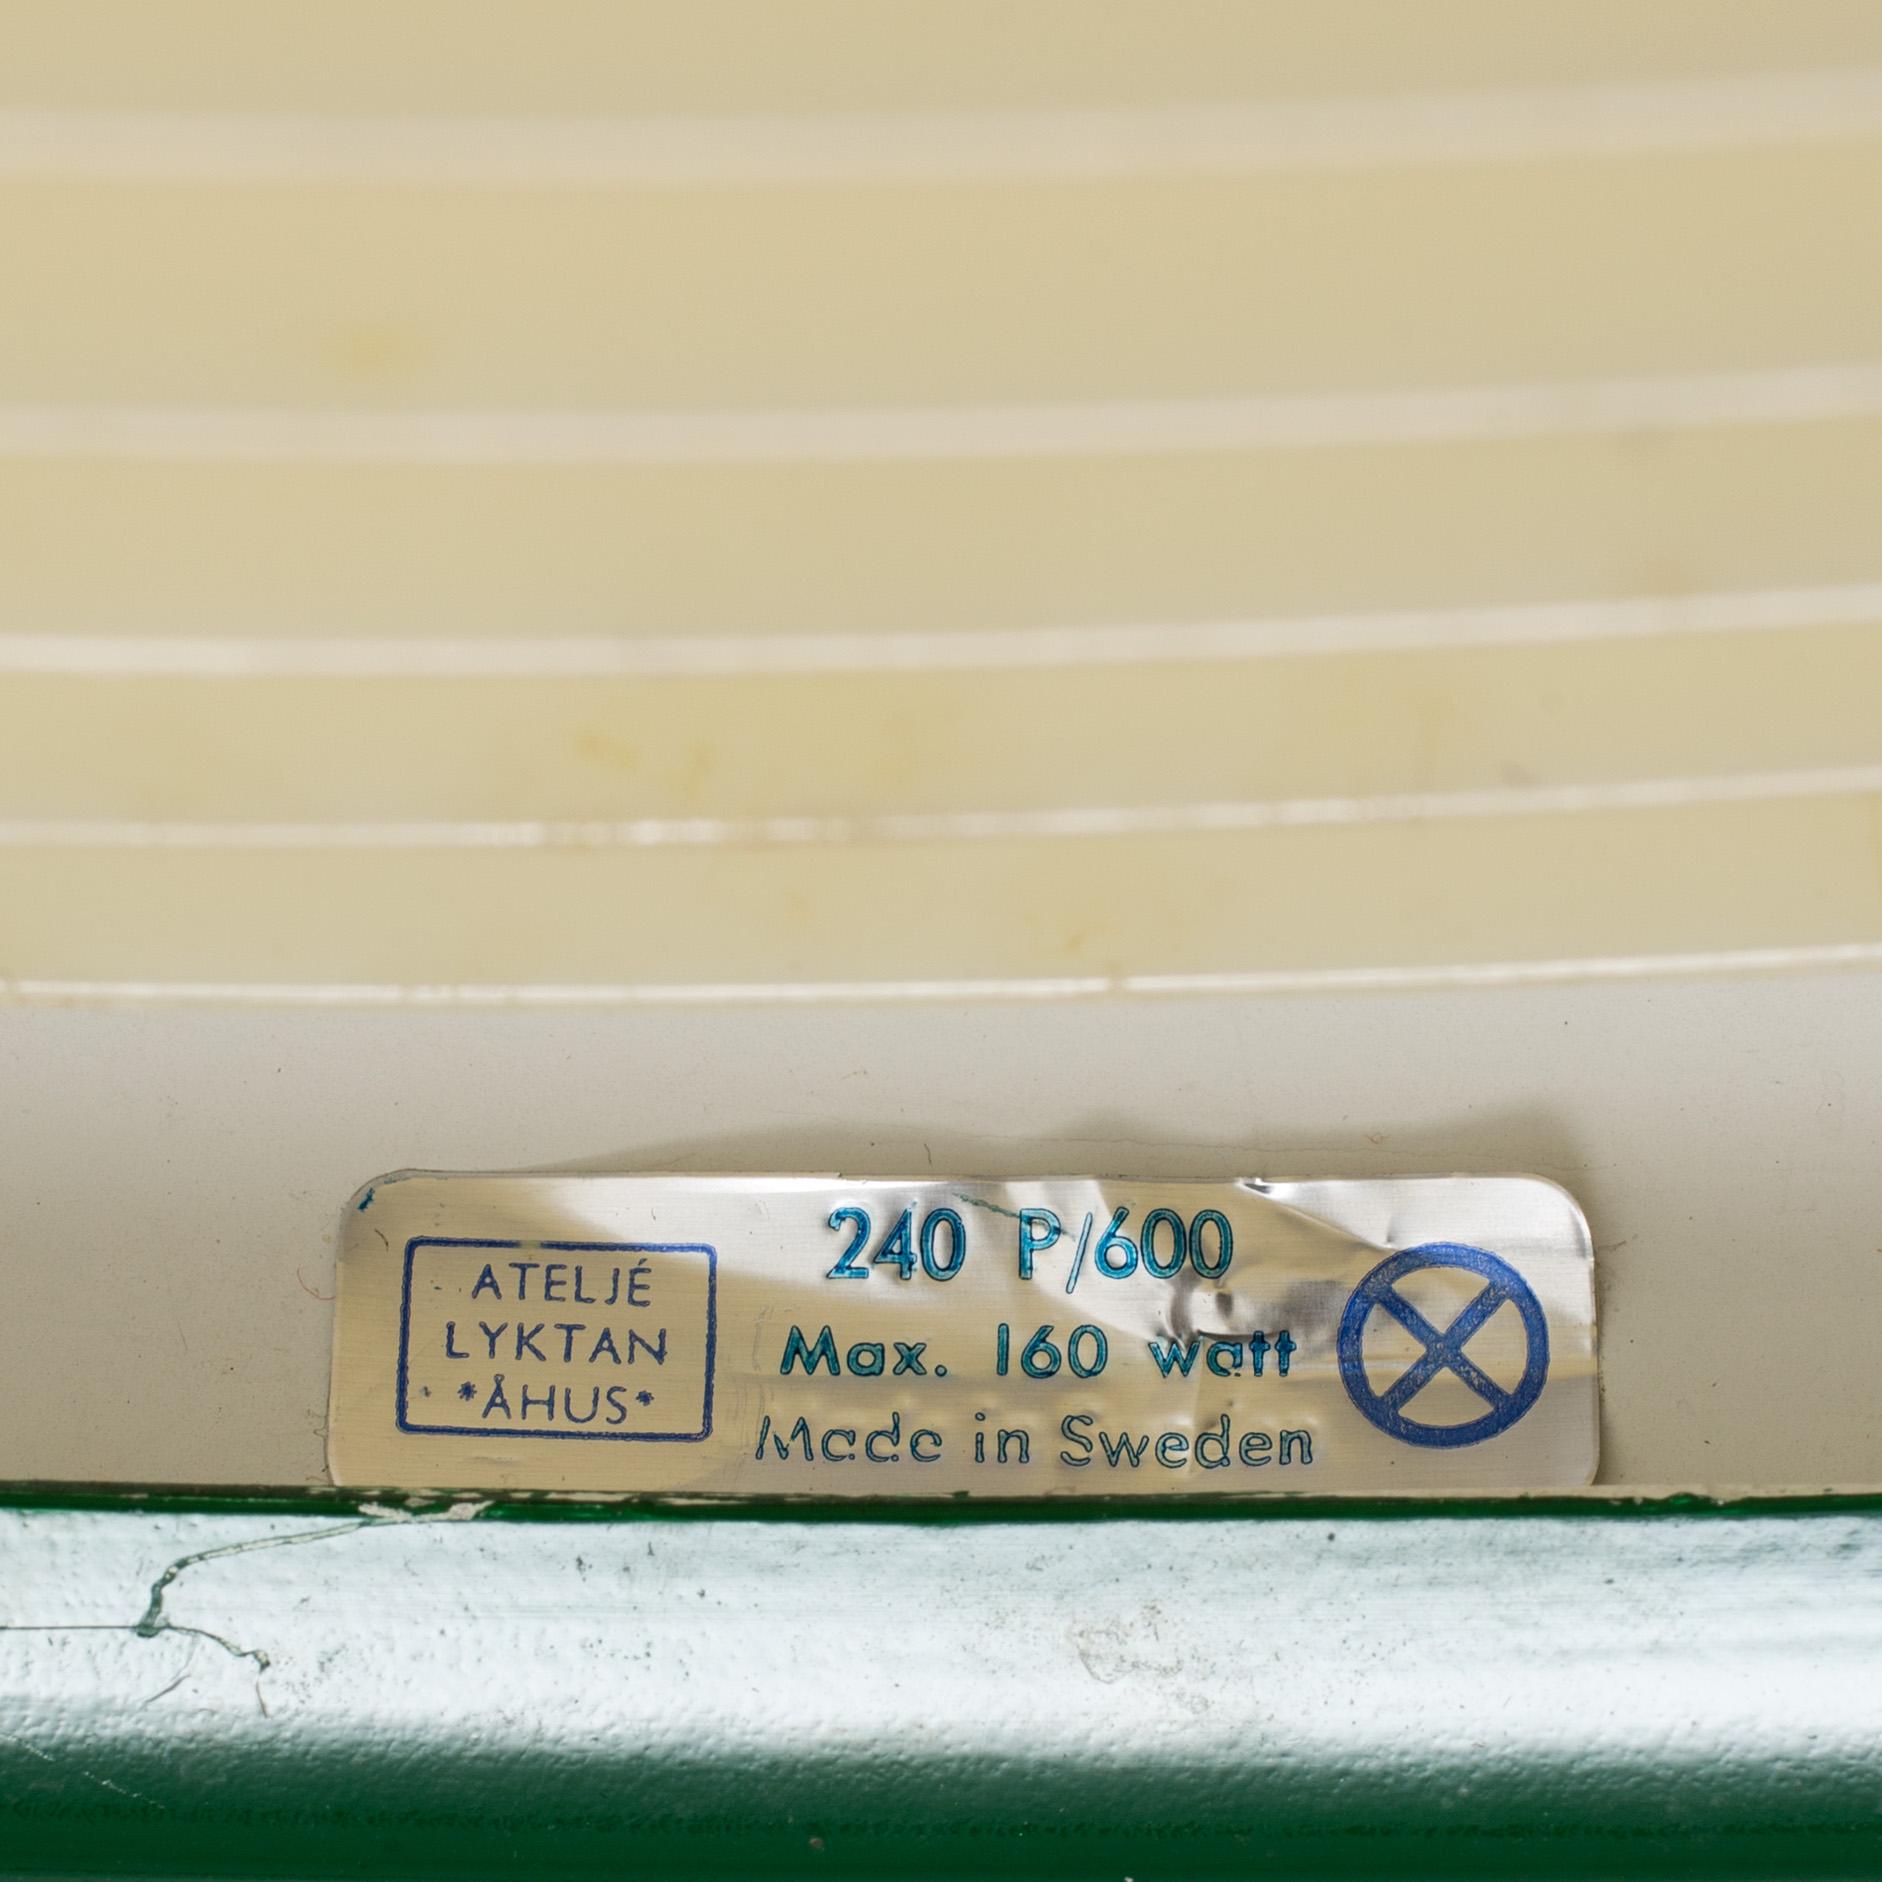 ATELJÉ
LYKTAN
*ÅHUS*
240 P/600
Max. 160 watt
Made in Sweden